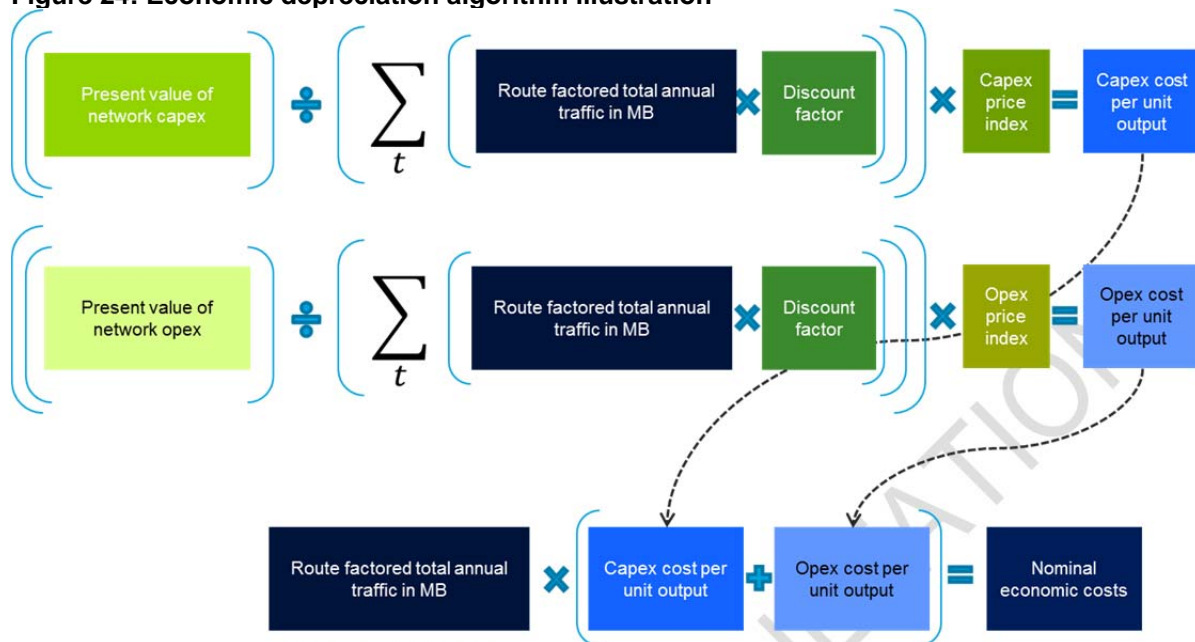 Figure 24: Economic depreciation algorithm illustration
Present value of
network capex
÷
∑
t
Route factored total annual
traffic in MB
×
Discount
factor
×
Capex
price
index
=
Capex cost
per unit
output
Present value of
network opex
÷
∑
t
Route factored total annual
traffic in MB
×
Discount
factor
×
Opex
price
index
=
Opex cost
per unit
output
Route factored total annual
traffic in MB
×
Capex cost per
unit output
+
Opex cost per
unit output
=
Nominal
economic costs